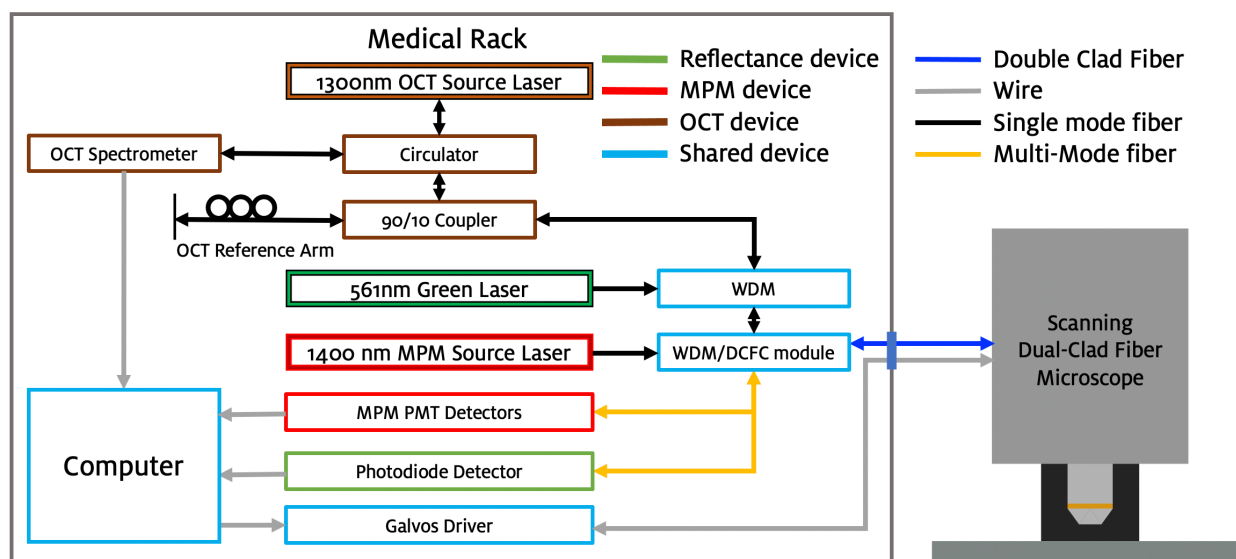 Medical Rack
1300nm OCT Source Laser
Reflectance device
MPM device
OCT device
Shared device
Double Clad Fiber
Wire
Single mode fiber
Multi-Mode fiber
OCT Spectrometer
Circulator
90/10 Coupler
OCT Reference Arm
561nm Green Laser
WDM
1400 nm MPM Source Laser
WDM/DCFC module
Scanning
Dual-Clad Fiber
Microscope
Computer
MPM PMT Detectors
Photodiode Detector
Galvos Driver